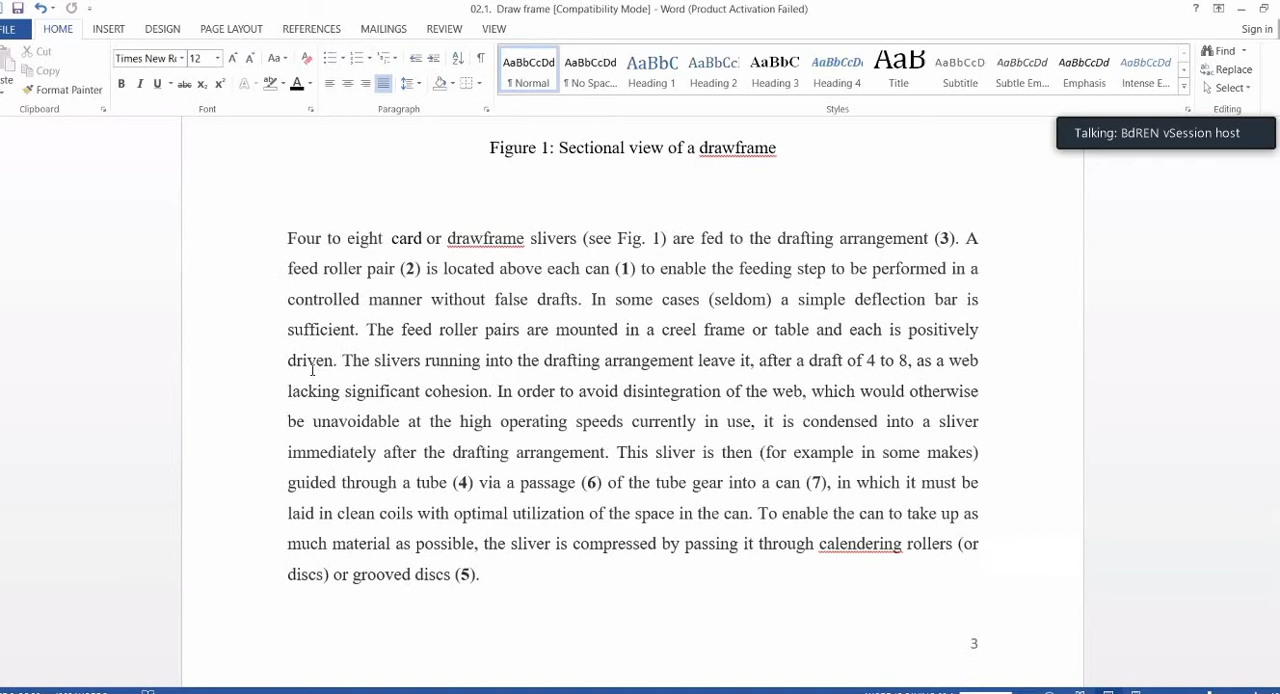 02.1. Draw frame [Compatibility Mode] - Word (Product Activation Failed)
FILE HOME INSERT DESIGN PAGE LAYOUT REFERENCES MAILINGS REVIEW VIEW Sign in
Cut
Copy
Format Painter
Clipboard
Times New Ro 12
Font
Paragraph
AaBbCcDd AaBbCcDd AaBbC AaBbCc AaBbC AaBbCcDd AaB AaBbCcD AaBbCcDd AaBbCcDd AaBbCcDd
¶ Normal ¶ No Spac... Heading 1 Heading 2 Heading 3 Heading 4 Title Subtitle Subtle Em... Emphasis Intense E...
Styles
Find
Replace
Select
Editing
Talking: BdREN vSession host
Figure 1: Sectional view of a drawframe
Four to eight card or drawframe slivers (see Fig. 1) are fed to the drafting arrangement (3). A
feed roller pair (2) is located above each can (1) to enable the feeding step to be performed in a
controlled manner without false drafts. In some cases (seldom) a simple deflection bar is
sufficient. The feed roller pairs are mounted in a creel frame or table and each is positively
driven. The slivers running into the drafting arrangement leave it, after a draft of 4 to 8, as a web
lacking significant cohesion. In order to avoid disintegration of the web, which would otherwise
be unavoidable at the high operating speeds currently in use, it is condensed into a sliver
immediately after the drafting arrangement. This sliver is then (for example in some makes)
guided through a tube (4) via a passage (6) of the tube gear into a can (7), in which it must be
laid in clean coils with optimal utilization of the space in the can. To enable the can to take up as
much material as possible, the sliver is compressed by passing it through calendering rollers (or
discs) or grooved discs (5).
3